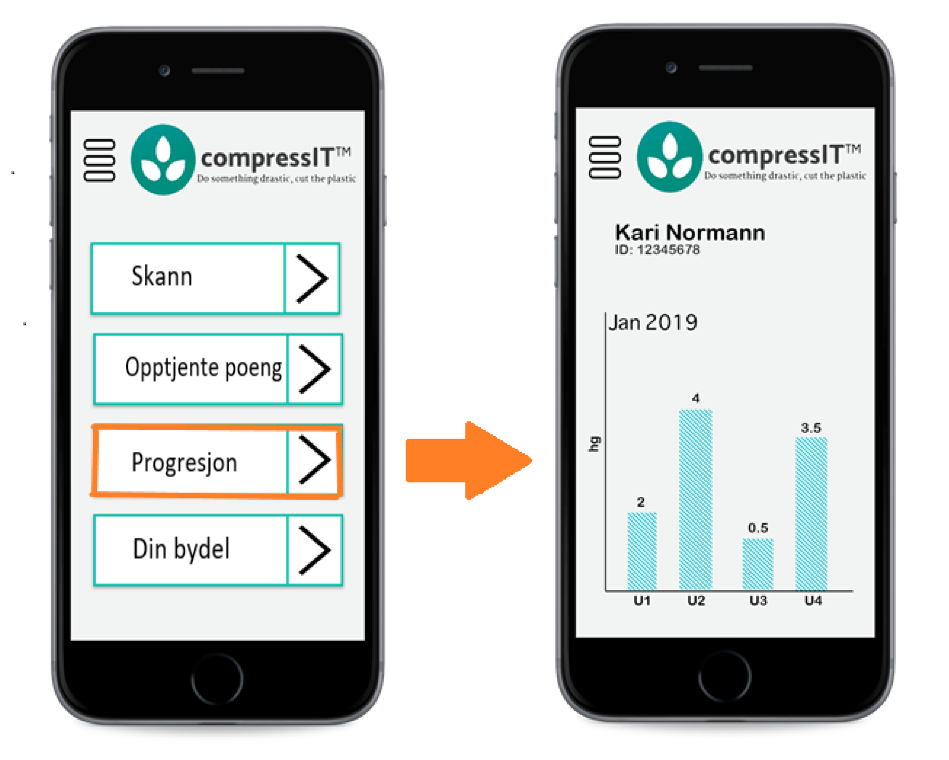 compressIT™
Do something drastic, cut the plastic
Skann
Opptjente poeng
Progresjon
Din bydel
compressIT™
Do something drastic, cut the plastic
Kari Normann
ID: 12345678
Jan 2019
hg
2
4
0.5
3.5
U1 U2 U3 U4